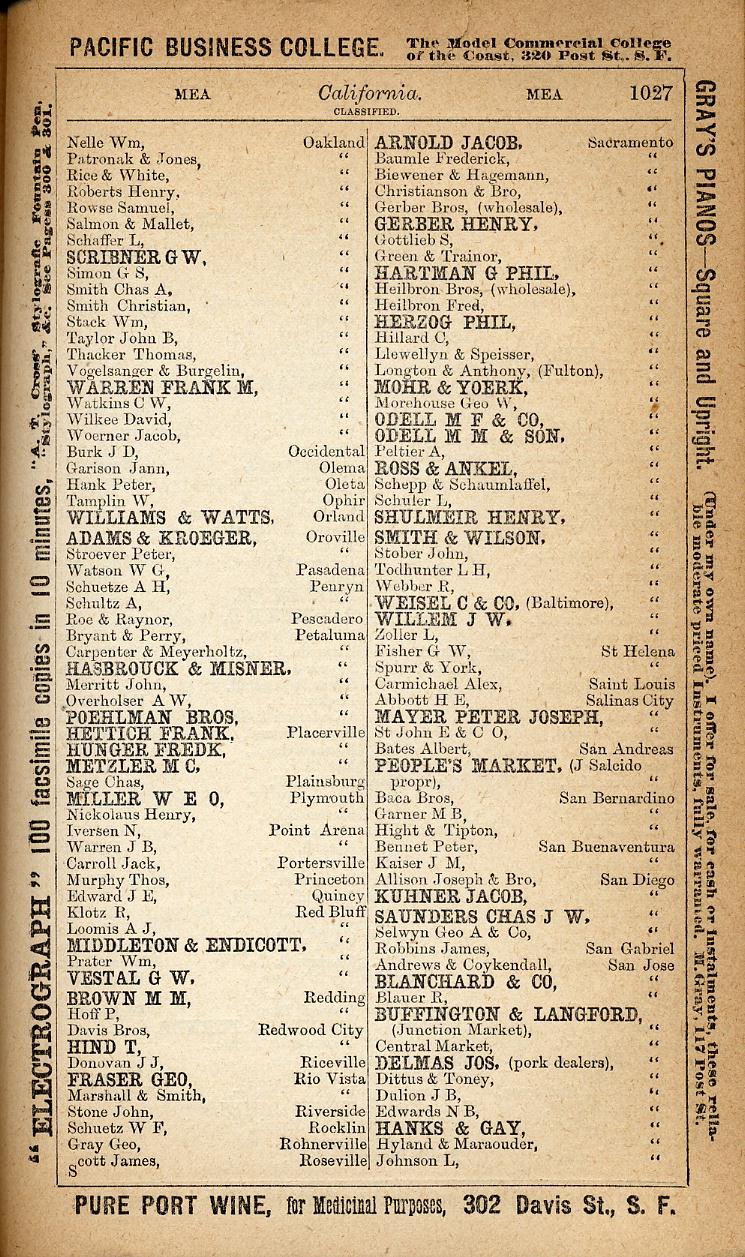 PACIFIC BUSINESS COLLEGE. The Model Commercial College
of the Coast, 320 Post St., S. F.
MEA California. MEA 1027
CLASSIFIED.
Nelle Wm, Oakland
Patronak & Jones, “
Rice & White, “
Roberts Henry, “
Rowse Samuel, “
Salmon & Mallet, “
Schaffer L, “
SCRIBNER G W, “
Simon G S, “
Smith Chas A, “
Smith Christian, “
Stack Wm, “
Taylor John B, “
Thacker Thomas, “
Vogelsanger & Burgelin, “
WARREN FRANK M, “
Watkins C W, “
Wilkee David, “
Woerner Jacob, “
Burk J D, Occidental
Garison Jann, Olema
Hank Peter, Oleta
Tamplin W, Ophir
WILLIAMS & WATTS, Orland
ADAMS & KROEGER, Oroville
Stroever Peter, “
Watson W G, Pasadena
Schuetze A H, Penryn
Schultz A, “
Roe & Raynor, Pescadero
Bryant & Perry, Petaluma
Carpenter & Meyerholtz, “
HASBROUCK & MISNER, “
Merritt John, “
Overholser A W, “
POEHLMAN BROS, “
HETTICH FRANK, Placerville
HUNGER FREDK, “
METZLER M C, “
Sage Chas, Plainsburg
MILLER W E O, Plymouth
Nickolaus Henry, “
Iversen N, Point Arena
Warren J B, “
Carroll Jack, Portersville
Murphy Thos, Princeton
Edward J E, Quincy
Klotz R, Red Bluff
Loomis A J, “
MIDDLETON & ENDICOTT, “
Prater Wm, “
VESTAL G W, “
BROWN M M, Redding
Hoff P, “
Davis Bros, Redwood City
HIND T, “
Donovan J J, Riceville
FRASER GEO, Rio Vista
Marshall & Smith, “
Stone John, Riverside
Schuetz W F, Rocklin
Gray Geo, Rohnerville
Scott James, Roseville
ARNOLD JACOB, Sacramento
Baumle Frederick, “
Biewener & Hagemann, “
Christianson & Bro, “
Gerber Bros, (wholesale), “
GERBER HENRY, “
Gottlieb S, “
Green & Trainor, “
HARTMAN G PHIL, “
Heilbron Bros, (wholesale), “
Heilbron Fred, “
HERZOG PHIL, “
Hillard C, “
Llewellyn & Speisser, “
Longton & Anthony, (Fulton), “
MOHR & YOERK, “
Morehouse Geo W, “
ODELL M F & CO, “
ODELL M M & SON, “
Peltier A, “
ROSS & ANKEL, “
Schepp & Schaumlaffel, “
Schuler L, “
SHULMEIR HENRY, “
SMITH & WILSON, “
Stober John, “
Todhunter L H, “
Webber R, “
WEISEL C & CO, (Baltimore), “
WILLEM J W, “
Zoller L, “
Fisher G W, St Helena
Spurr & York, “
Carmichael Alex, Saint Louis
Abbott H E, Salinas City
MAYER PETER JOSEPH, “
St John E & C O, “
Bates Albert, San Andreas
PEOPLE'S MARKET, (J Salcido
propr), “
Baca Bros, San Bernardino
Garner M B, “
Hight & Tipton, “
Bennet Peter, San Buenaventura
Kaiser J M, “
Allison Joseph & Bro, San Diego
KUHNER JACOB, “
SAUNDERS CHAS J W, “
Selwyn Geo A & Co, “
Robbins James, San Gabriel
Andrews & Coykendall, San Jose
BLANCHARD & CO, “
Blauer R, “
BUFFINGTON & LANGFORD,
(Junction Market), “
Central Market, “
DELMAS JOS, (pork dealers), “
Dittus & Toney, “
Dulion J B, “
Edwards N B, “
HANKS & GAY, “
Hyland & Maraouder, “
Johnson L, “
“ELECTROGRAPH” 100 facsimile copies in 10 minutes, “A. T. Cross' Stylografic Fountain Pen,
“Stylograph,” &c. See Pages 300 & 301.
GRAY'S PIANOS—Square and Upright. (Under my own name). I offer for sale, for cash or instalments, these relia-
ble moderate priced Instruments, fully warranted. M. Gray, 117 Post St.
PURE PORT WINE, for Medicinal Purposes, 302 Davis St., S. F.